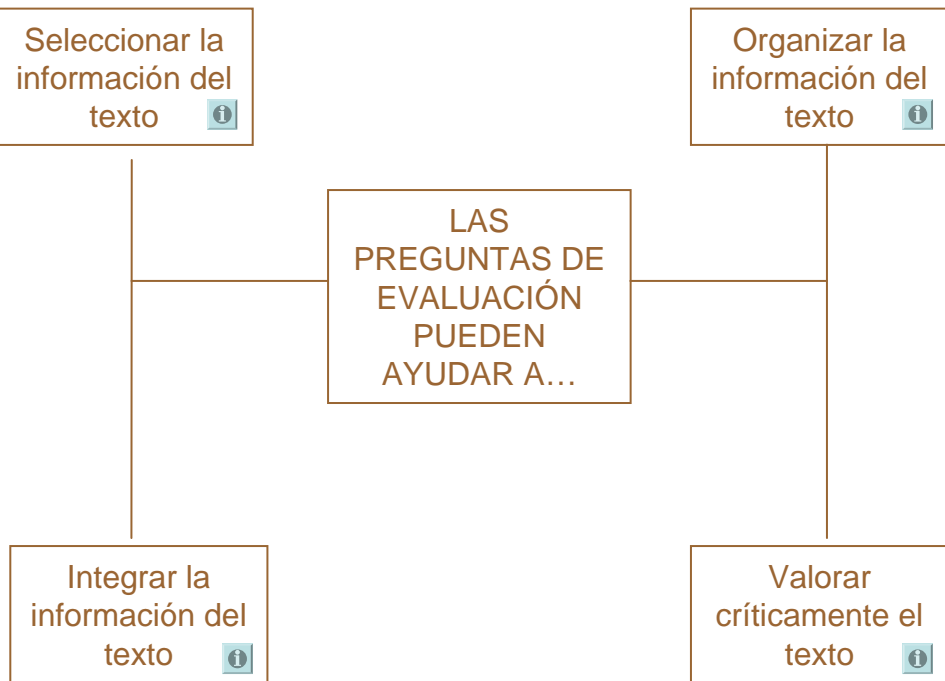 Seleccionar la
información del
texto
Organizar la
información del
texto
LAS
PREGUNTAS DE
EVALUACIÓN
PUEDEN
AYUDAR A…
Integrar la
información del
texto
Valorar
críticamente el
texto